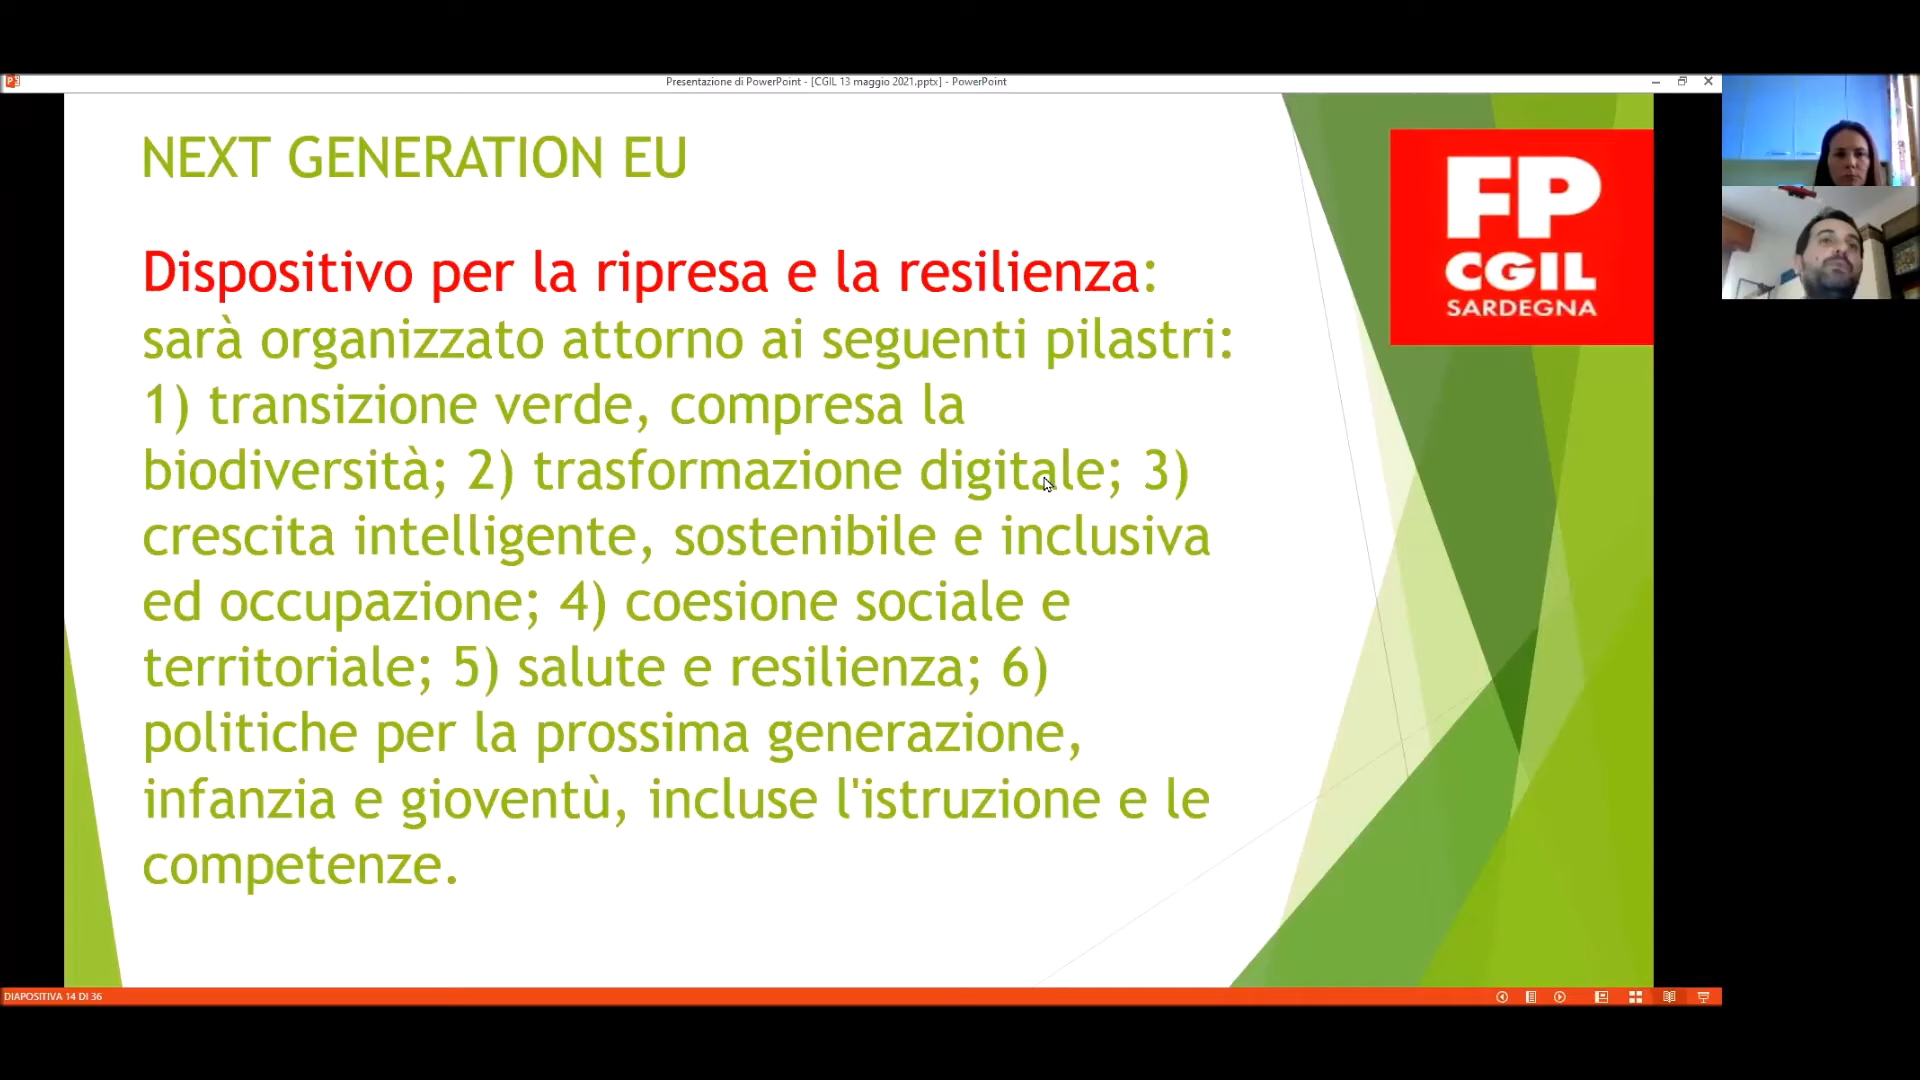 Presentazione di PowerPoint - [CGIL 13 maggio 2021.pptx] - PowerPoint
NEXT GENERATION EU
Dispositivo per la ripresa e la resilienza:
sarà organizzato attorno ai seguenti pilastri:
1) transizione verde, compresa la
biodiversità; 2) trasformazione digitale; 3)
crescita intelligente, sostenibile e inclusiva
ed occupazione; 4) coesione sociale e
territoriale; 5) salute e resilienza; 6)
politiche per la prossima generazione,
infanzia e gioventù, incluse l'istruzione e le
competenze.
FP
CGIL
SARDEGNA
DIAPOSITIVA 14 DI 36